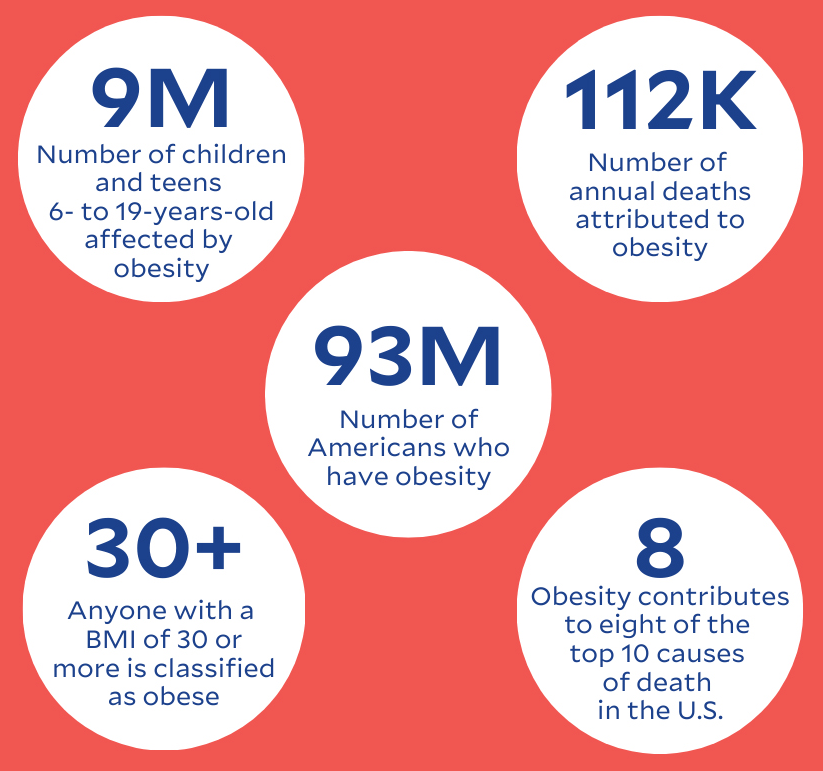 9M
Number of children
and teens
6- to 19-years-old
affected by
obesity
112K
Number of
annual deaths
attributed to
obesity
93M
Number of
Americans who
have obesity
30+
Anyone with a
BMI of 30 or
more is classified
as obese
8
Obesity contributes
to eight of the
top 10 causes
of death
in the U.S.